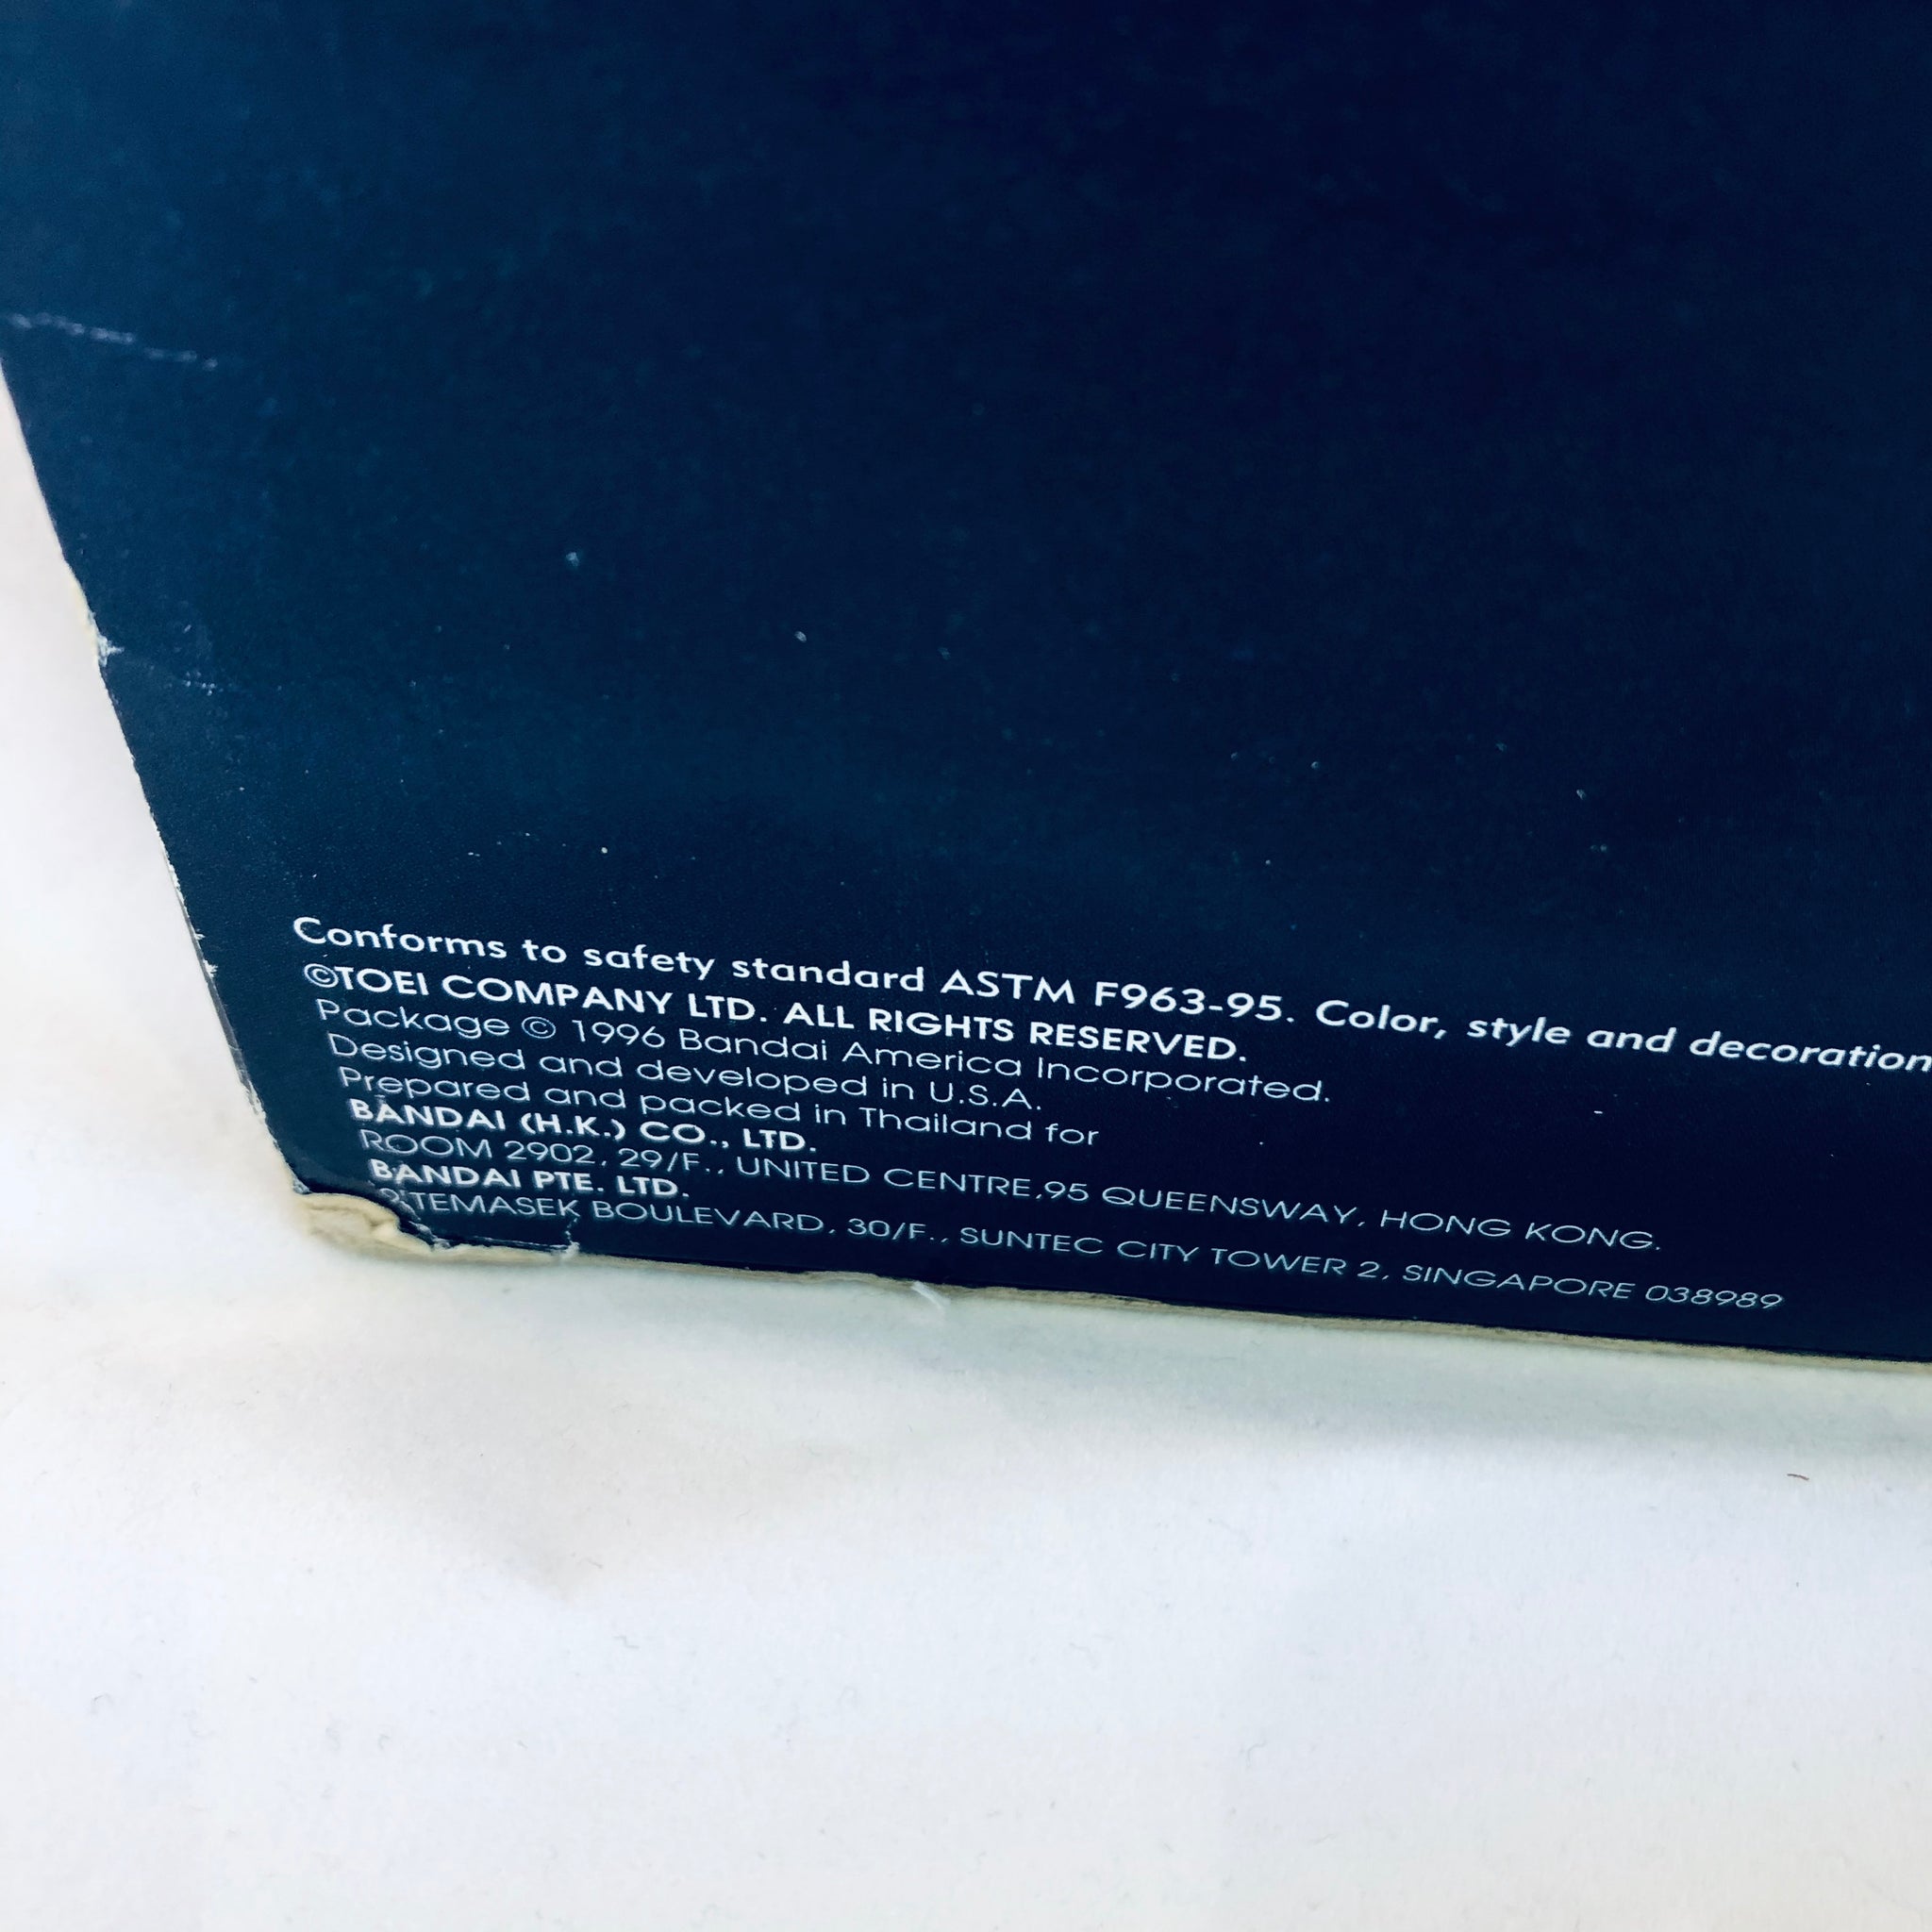 Conforms to safety standard ASTM F963-95. Color, style and decoration
©TOEI COMPANY LTD. ALL RIGHTS RESERVED.
Package © 1996 Bandai America Incorporated.
Designed and developed in U.S.A.
Prepared and packed in Thailand for
BANDAI (H.K.) CO., LTD.
ROOM 2902, 29/F., UNITED CENTRE,95 QUEENSWAY, HONG KONG.
BANDAI PTE. LTD.
TEMASEK BOULEVARD, 30/F., SUNTEC CITY TOWER 2, SINGAPORE 038989